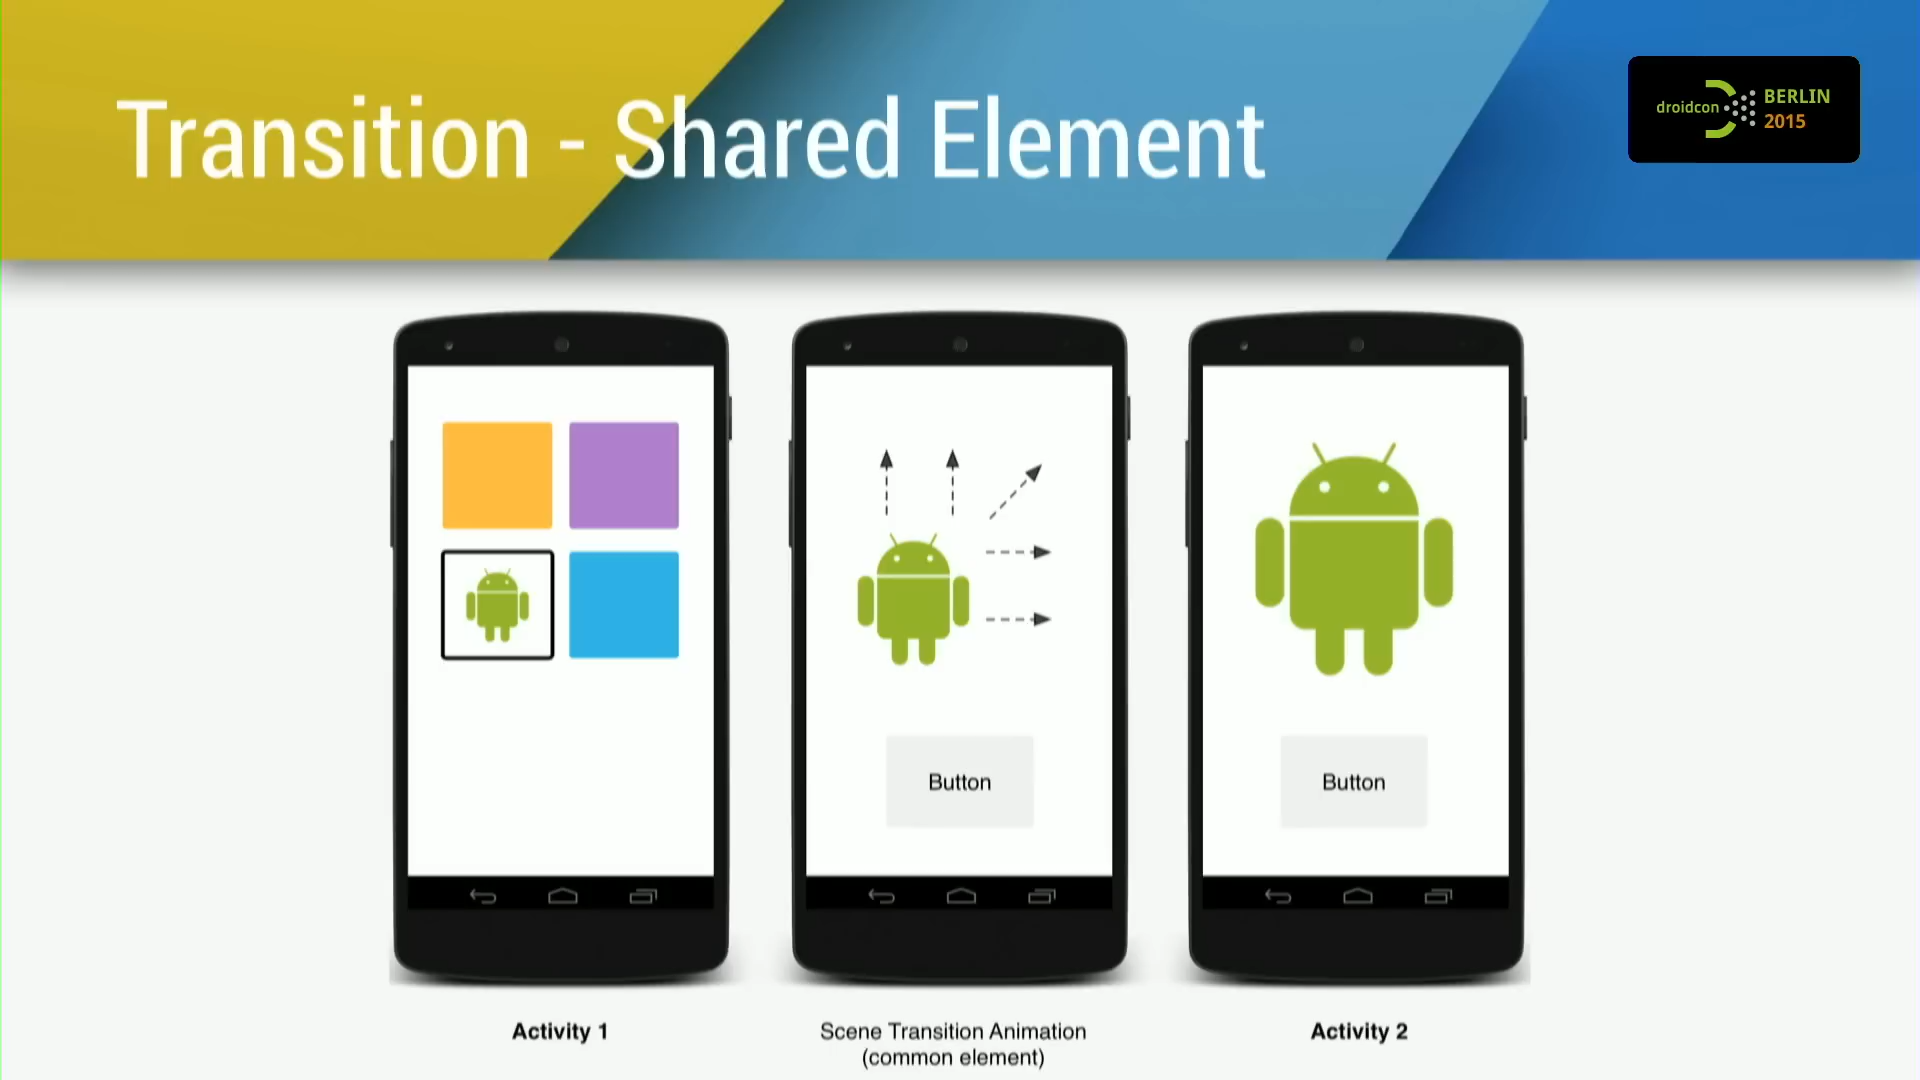 Transition - Shared Element
droidcon
BERLIN
2015
Button
Button
Activity 1
Scene Transition Animation
(common element)
Activity 2